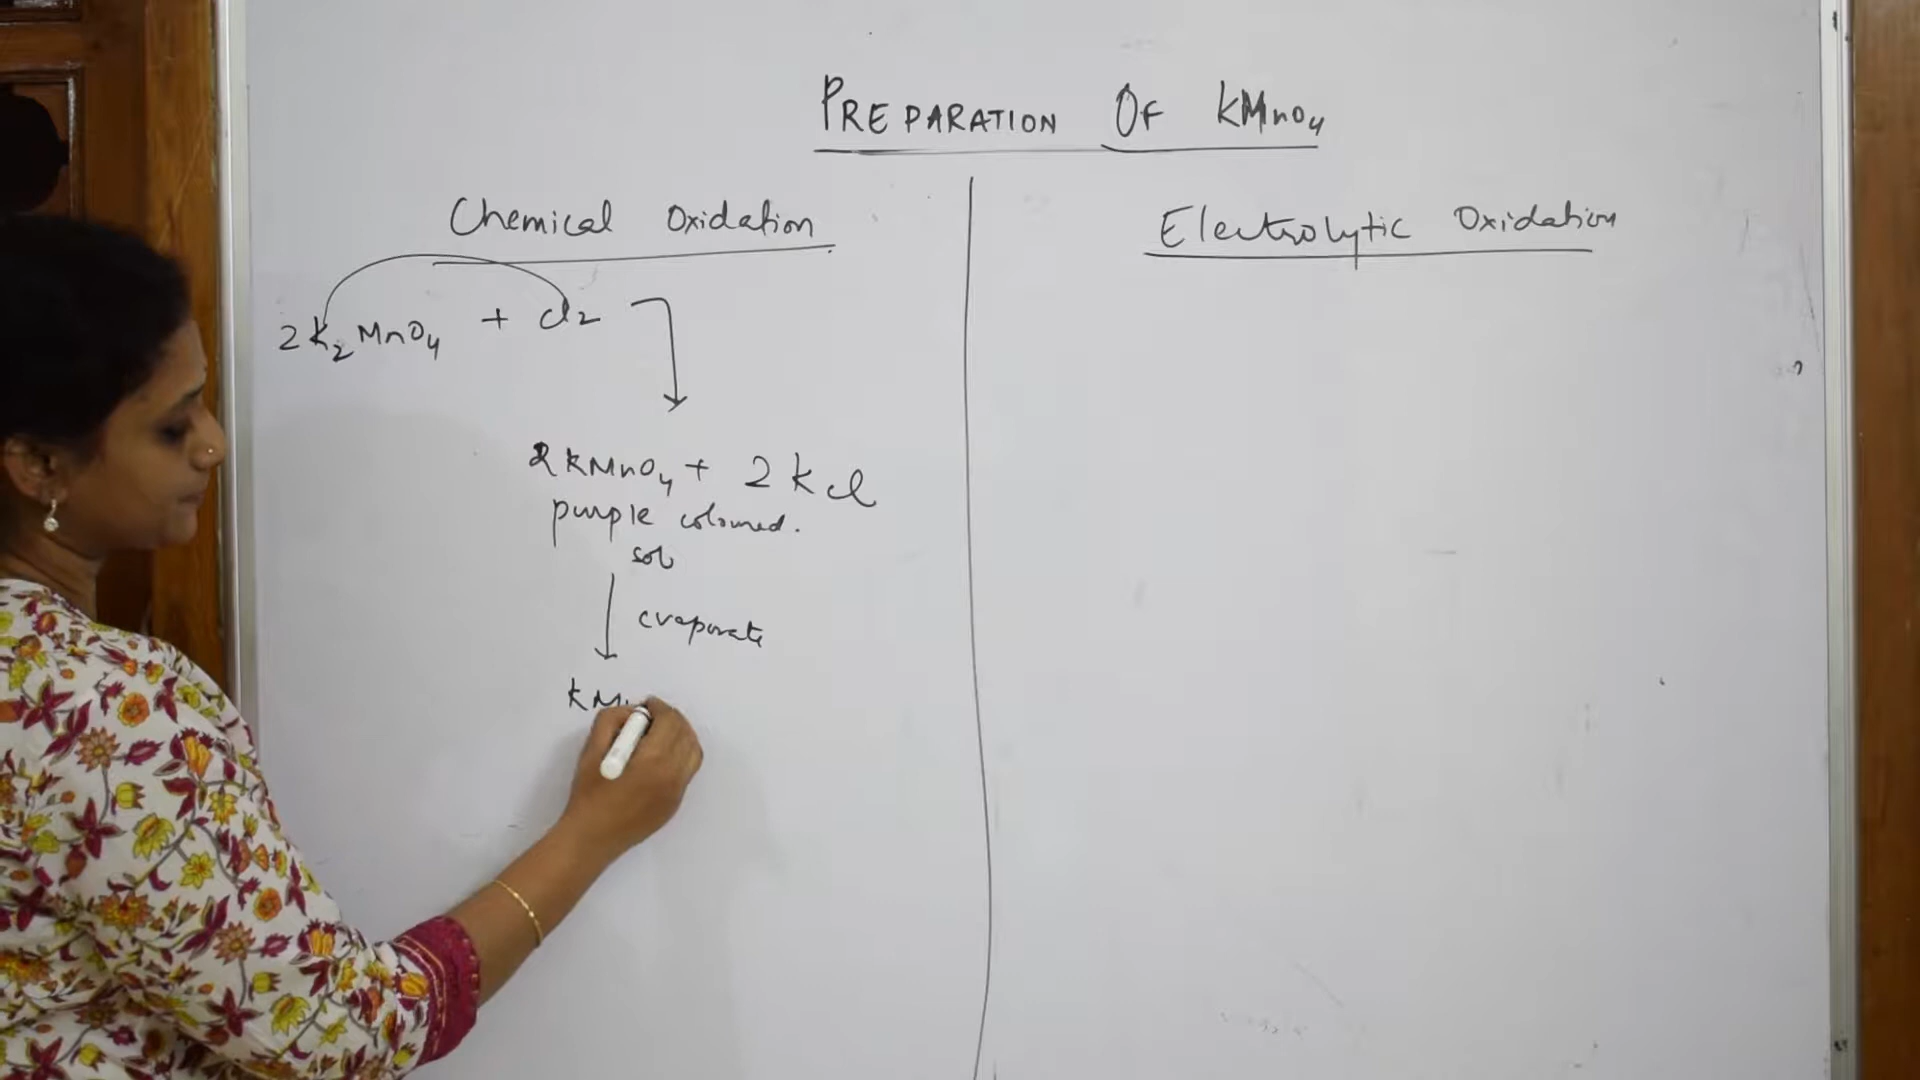 PREPARATION OF KMnO4
Chemical Oxidation
2K2MnO4 + Cl2
2KMnO4 + 2KCl
purple coloured.
sol
evaporate
KM
Electrolytic Oxidation